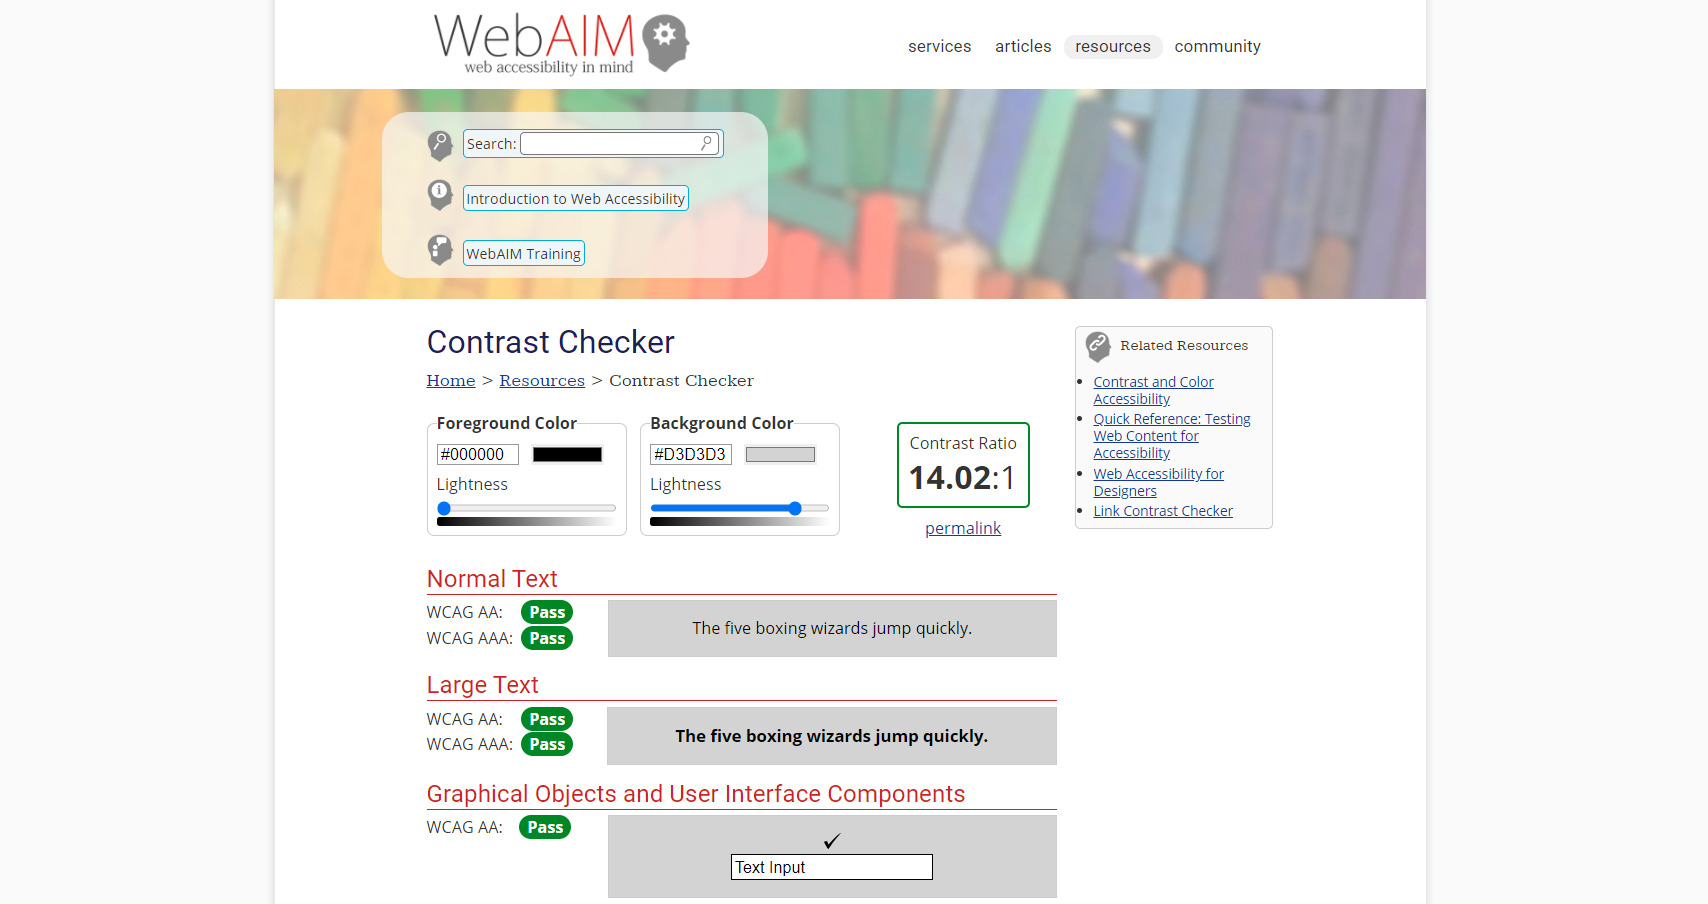 WebAIM
web accessibility in mind
services articles resources community
Search:
Introduction to Web Accessibility
WebAIM Training
Contrast Checker
Home > Resources > Contrast Checker
Foreground Color
#000000
Lightness
Background Color
#D3D3D3
Lightness
Contrast Ratio
14.02:1
permalink
Related Resources
Contrast and Color
Accessibility
Quick Reference: Testing
Web Content for
Accessibility
Web Accessibility for
Designers
Link Contrast Checker
Normal Text
WCAG AA: Pass
WCAG AAA: Pass
The five boxing wizards jump quickly.
Large Text
WCAG AA: Pass
WCAG AAA: Pass
The five boxing wizards jump quickly.
Graphical Objects and User Interface Components
WCAG AA: Pass
✓
Text Input